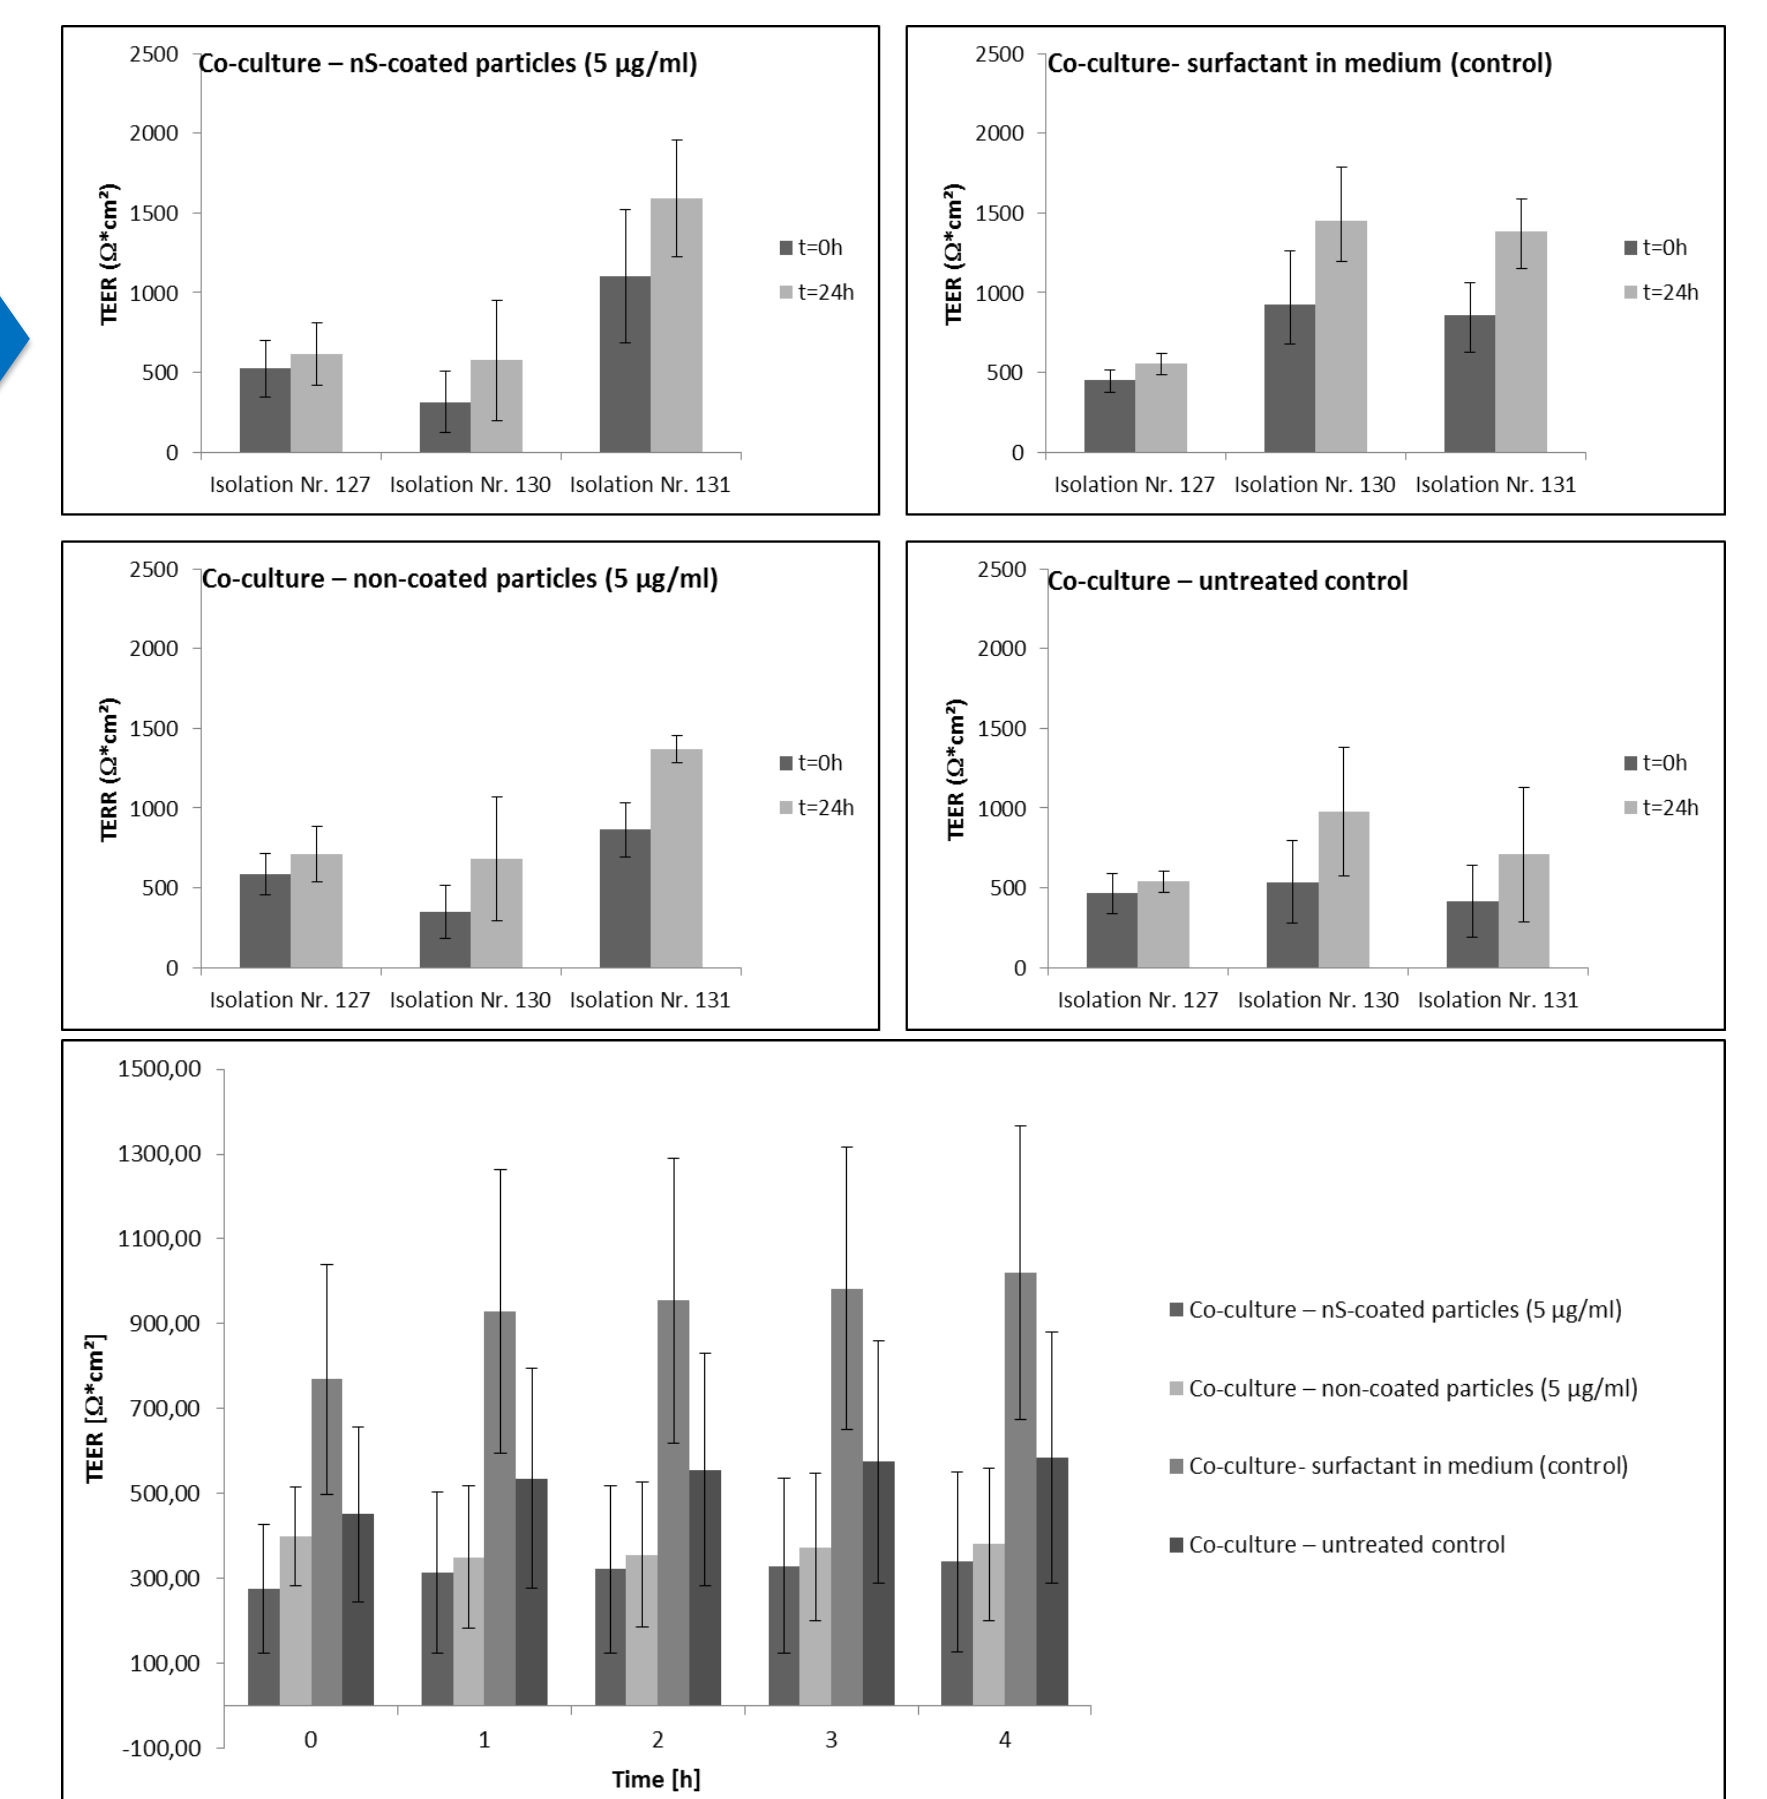 Co-culture – nS-coated particles (5 µg/ml)
2500
2000
1500
1000
500
0
TEER (Ω*cm²)
t=0h
t=24h
Isolation Nr. 127 Isolation Nr. 130 Isolation Nr. 131
Co-culture- surfactant in medium (control)
2500
2000
1500
1000
500
0
TEER (Ω*cm²)
t=0h
t=24h
Isolation Nr. 127 Isolation Nr. 130 Isolation Nr. 131
Co-culture – non-coated particles (5 µg/ml)
2500
2000
1500
1000
500
0
TERR (Ω*cm²)
t=0h
t=24h
Isolation Nr. 127 Isolation Nr. 130 Isolation Nr. 131
Co-culture – untreated control
2500
2000
1500
1000
500
0
TEER (Ω*cm²)
t=0h
t=24h
Isolation Nr. 127 Isolation Nr. 130 Isolation Nr. 131
1500,00
1300,00
1100,00
900,00
700,00
500,00
300,00
100,00
-100,00
TEER [Ω*cm²]
0 1 2 3 4
Time [h]
Co-culture – nS-coated particles (5 µg/ml)
Co-culture – non-coated particles (5 µg/ml)
Co-culture- surfactant in medium (control)
Co-culture – untreated control